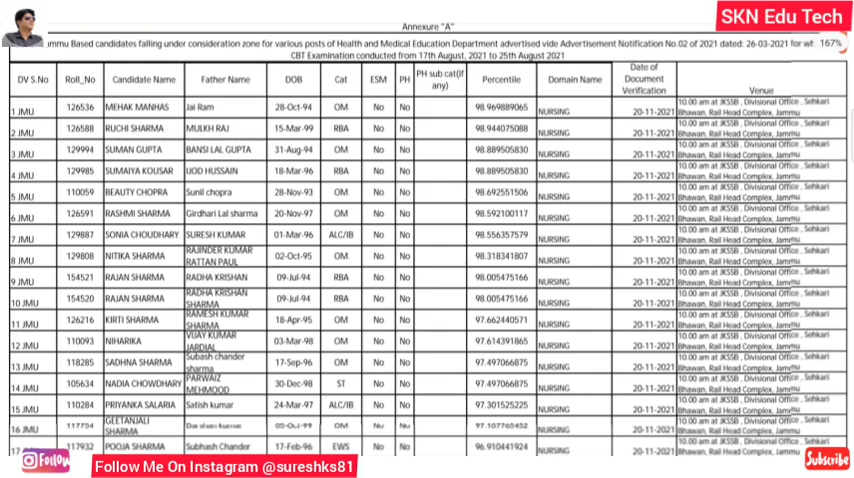 SKN Edu Tech
Annexure "A"
ammu Based candidates falling under consideration zone for various posts of Health and Medical Education Department advertised vide Advertisement Notification No.02 of 2021 dated: 26-03-2021 for wh 167%
CBT Examination conducted from 17th August, 2021 to 25th August 2021
DV S.No Roll_No Candidate Name Father Name DOB Cat ESM PH PH sub cat(if any) Percentile Domain Name Date of Document Verification Venue
1 JMU 126536 MEHAK MANHAS Jai Ram 28-Oct-94 OM No No 98.969889065 NURSING 20-11-2021 10.00 am at JKSSB , Divisional Office , Sehkari Bhawan, Rail Head Complex, Jammu
2 JMU 126588 RUCHI SHARMA MULKH RAJ 15-Mar-99 RBA No No 98.944075088 NURSING 20-11-2021 10.00 am at JKSSB , Divisional Office , Sehkari Bhawan, Rail Head Complex, Jammu
3 JMU 129994 SUMAN GUPTA BANSI LAL GUPTA 31-Aug-94 OM No No 98.889505830 NURSING 20-11-2021 10.00 am at JKSSB , Divisional Office , Sehkari Bhawan, Rail Head Complex, Jammu
4 JMU 129985 SUMAIYA KOUSAR IJOD HUSSAIN 18-Mar-96 RBA No No 98.889505830 NURSING 20-11-2021 10.00 am at JKSSB , Divisional Office , Sehkari Bhawan, Rail Head Complex, Jammu
5 JMU 110059 BEAUTY CHOPRA Sunil chopra 28-Nov-93 OM No No 98.692551506 NURSING 20-11-2021 10.00 am at JKSSB , Divisional Office , Sehkari Bhawan, Rail Head Complex, Jammu
6 JMU 126591 RASHMI SHARMA Girdhari Lal sharma 20-Nov-97 OM No No 98.592100117 NURSING 20-11-2021 10.00 am at JKSSB , Divisional Office , Sehkari Bhawan, Rail Head Complex, Jammu
7 JMU 129887 SONIA CHOUDHARY SURESH KUMAR 01-Mar-96 ALC/IB No No 98.556357579 NURSING 20-11-2021 10.00 am at JKSSB , Divisional Office , Sehkari Bhawan, Rail Head Complex, Jammu
8 JMU 129808 NITIKA SHARMA RAJINDER KUMAR RATTAN PAUL 02-Oct-95 OM No No 98.318341807 NURSING 20-11-2021 10.00 am at JKSSB , Divisional Office , Sehkari Bhawan, Rail Head Complex, Jammu
9 JMU 154521 RAJAN SHARMA RADHA KRISHAN 09-Jul-94 RBA No No 98.005475166 NURSING 20-11-2021 10.00 am at JKSSB , Divisional Office , Sehkari Bhawan, Rail Head Complex, Jammu
10 JMU 154520 RAJAN SHARMA RADHA KRISHAN SHARMA 09-Jul-94 RBA No No 98.005475166 NURSING 20-11-2021 10.00 am at JKSSB , Divisional Office , Sehkari Bhawan, Rail Head Complex, Jammu
11 JMU 126216 KIRTI SHARMA RAMESH KUMAR SHARMA 18-Apr-95 OM No No 97.662440571 NURSING 20-11-2021 10.00 am at JKSSB , Divisional Office , Sehkari Bhawan, Rail Head Complex, Jammu
12 JMU 110093 NIHARIKA VIJAY KUMAR JARDIAL 03-Mar-98 OM No No 97.614391865 NURSING 20-11-2021 10.00 am at JKSSB , Divisional Office , Sehkari Bhawan, Rail Head Complex, Jammu
13 JMU 118285 SADHNA SHARMA Subash chander sharma 17-Sep-96 OM No No 97.497066875 NURSING 20-11-2021 10.00 am at JKSSB , Divisional Office , Sehkari Bhawan, Rail Head Complex, Jammu
14 JMU 105634 NADIA CHOWDHARY PARWAIZ MEHMOOD 30-Dec-98 ST No No 97.497066875 NURSING 20-11-2021 10.00 am at JKSSB , Divisional Office , Sehkari Bhawan, Rail Head Complex, Jammu
15 JMU 110284 PRIYANKA SALARIA Satish kumar 24-Mar-97 ALC/IB No No 97.301525225 NURSING 20-11-2021 10.00 am at JKSSB , Divisional Office , Sehkari Bhawan, Rail Head Complex, Jammu
16 JMU 117754 GEETANJALI SHARMA OM No No NURSING 20-11-2021 10.00 am at JKSSB , Divisional Office , Sehkari Bhawan, Rail Head Complex, Jammu
17 117932 POOJA SHARMA Subhash Chander 17-Feb-96 EWS No No 96.910441924 NURSING 20-11-2021 10.00 am at JKSSB , Divisional Office , Sehkari Bhawan, Rail Head Complex, Jammu
Follow
Follow Me On Instagram @sureshks81
Subscribe